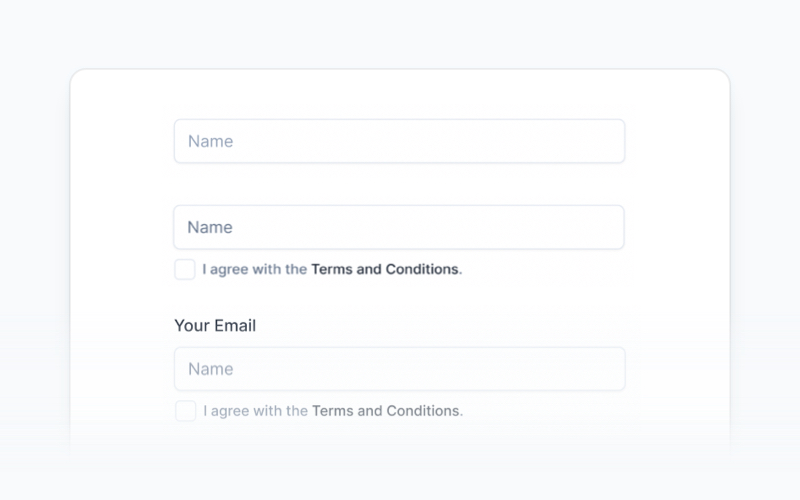 Name
Name
I agree with the Terms and Conditions.
Your Email
Name
I agree with the Terms and Conditions.